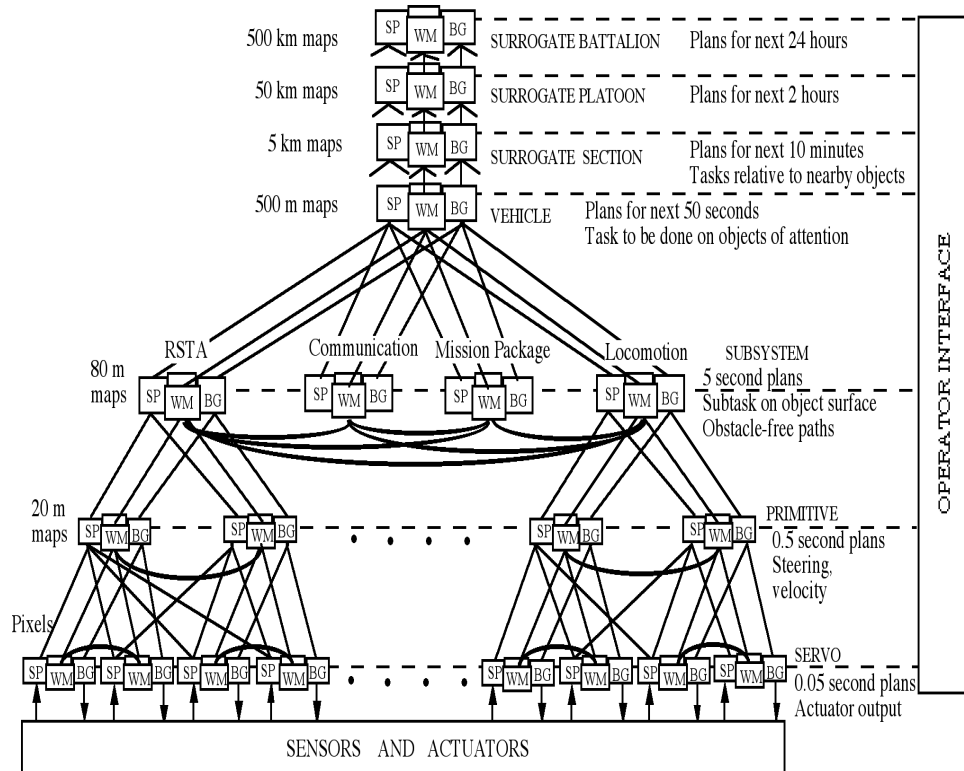 SP WM BG
500 km maps SURROGATE BATTALION Plans for next 24 hours
SP WM BG
50 km maps SURROGATE PLATOON Plans for next 2 hours
SP WM BG
5 km maps SURROGATE SECTION Plans for next 10 minutes
Tasks relative to nearby objects
SP WM BG
500 m maps VEHICLE Plans for next 50 seconds
Task to be done on objects of attention
OPERATOR INTERFACE
RSTA Communication Mission Package Locomotion SUBSYSTEM
80 m maps
5 second plans
SP WM BG SP WM BG SP WM BG SP WM BG
Subtask on object surface
Obstacle-free paths
20 m maps
PRIMITIVE
SP WM BG SP WM BG SP WM BG SP WM BG
0.5 second plans
Steering,
velocity
Pixels
SERVO
SP WM BG SP WM BG SP WM BG SP WM BG SP WM BG SP WM BG SP WM BG SP WM BG
0.05 second plans
Actuator output
SENSORS AND ACTUATORS